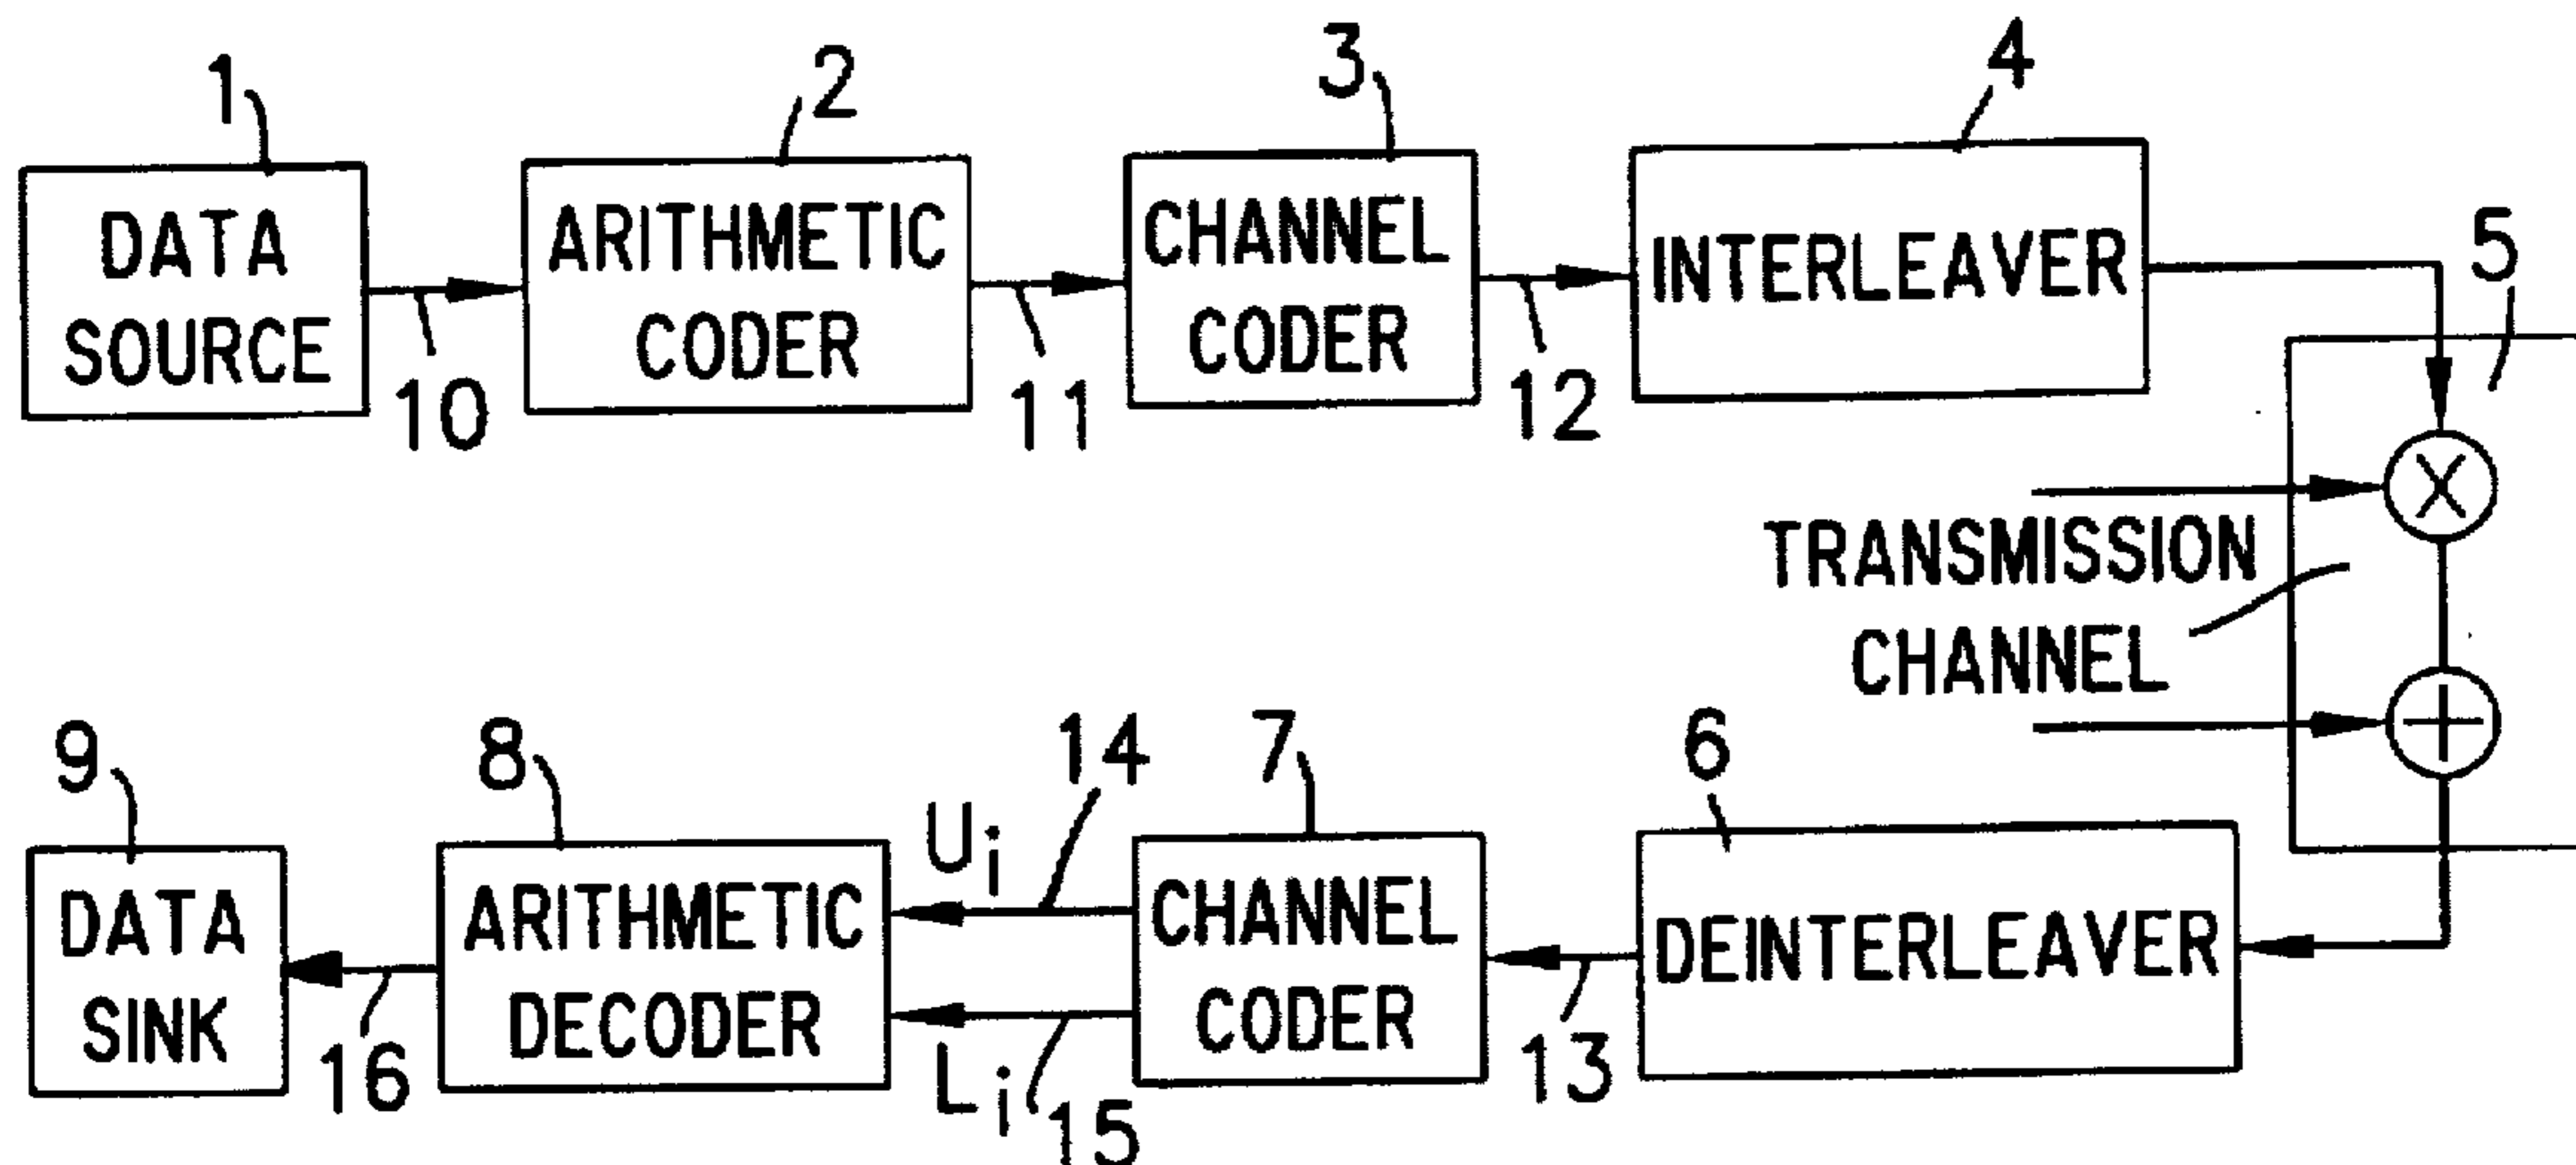 1
2
3
4
DATA
SOURCE
10
ARITHMETIC
CODER
11
CHANNEL
CODER
12
INTERLEAVER
5
TRANSMISSION
CHANNEL
9
8
14
7
6
DATA
SINK
16
ARITHMETIC
DECODER
Ui
Li
15
CHANNEL
CODER
13
DEINTERLEAVER